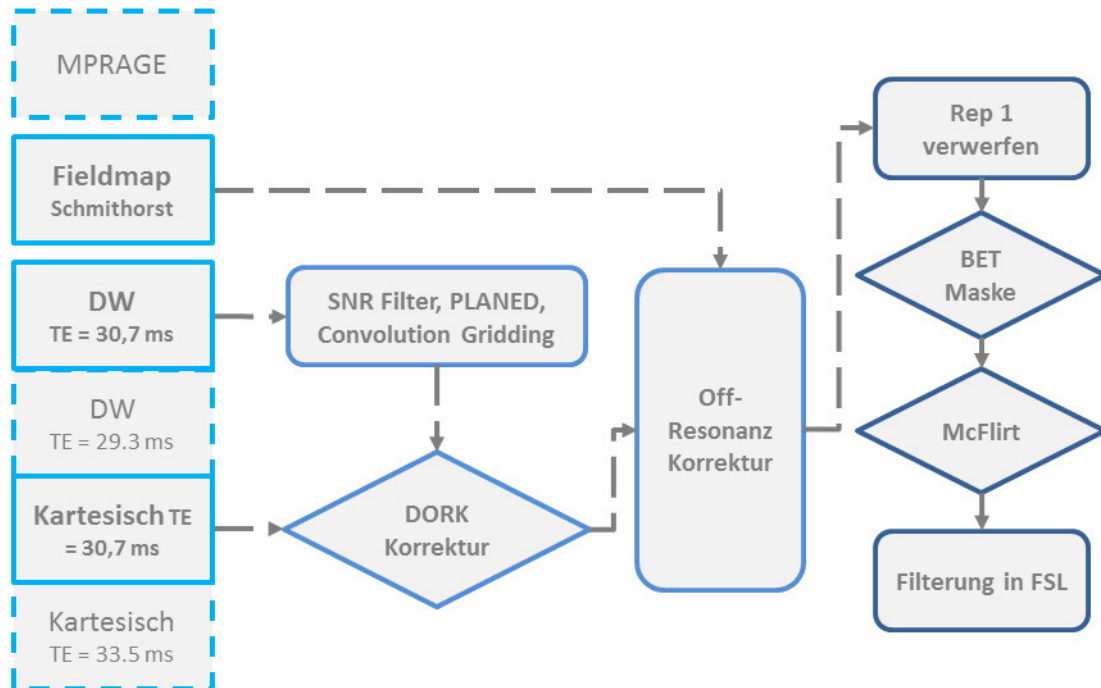 MPRAGE
Fieldmap
Schmithorst
DW
TE = 30,7 ms
DW
TE = 29.3 ms
Kartesisch TE
= 30,7 ms
Kartesisch
TE = 33.5 ms
SNR Filter, PLANED,
Convolution Gridding
DORK
Korrektur
Off-
Resonanz
Korrektur
Rep 1
verwerfen
BET
Maske
McFlirt
Filterung in FSL